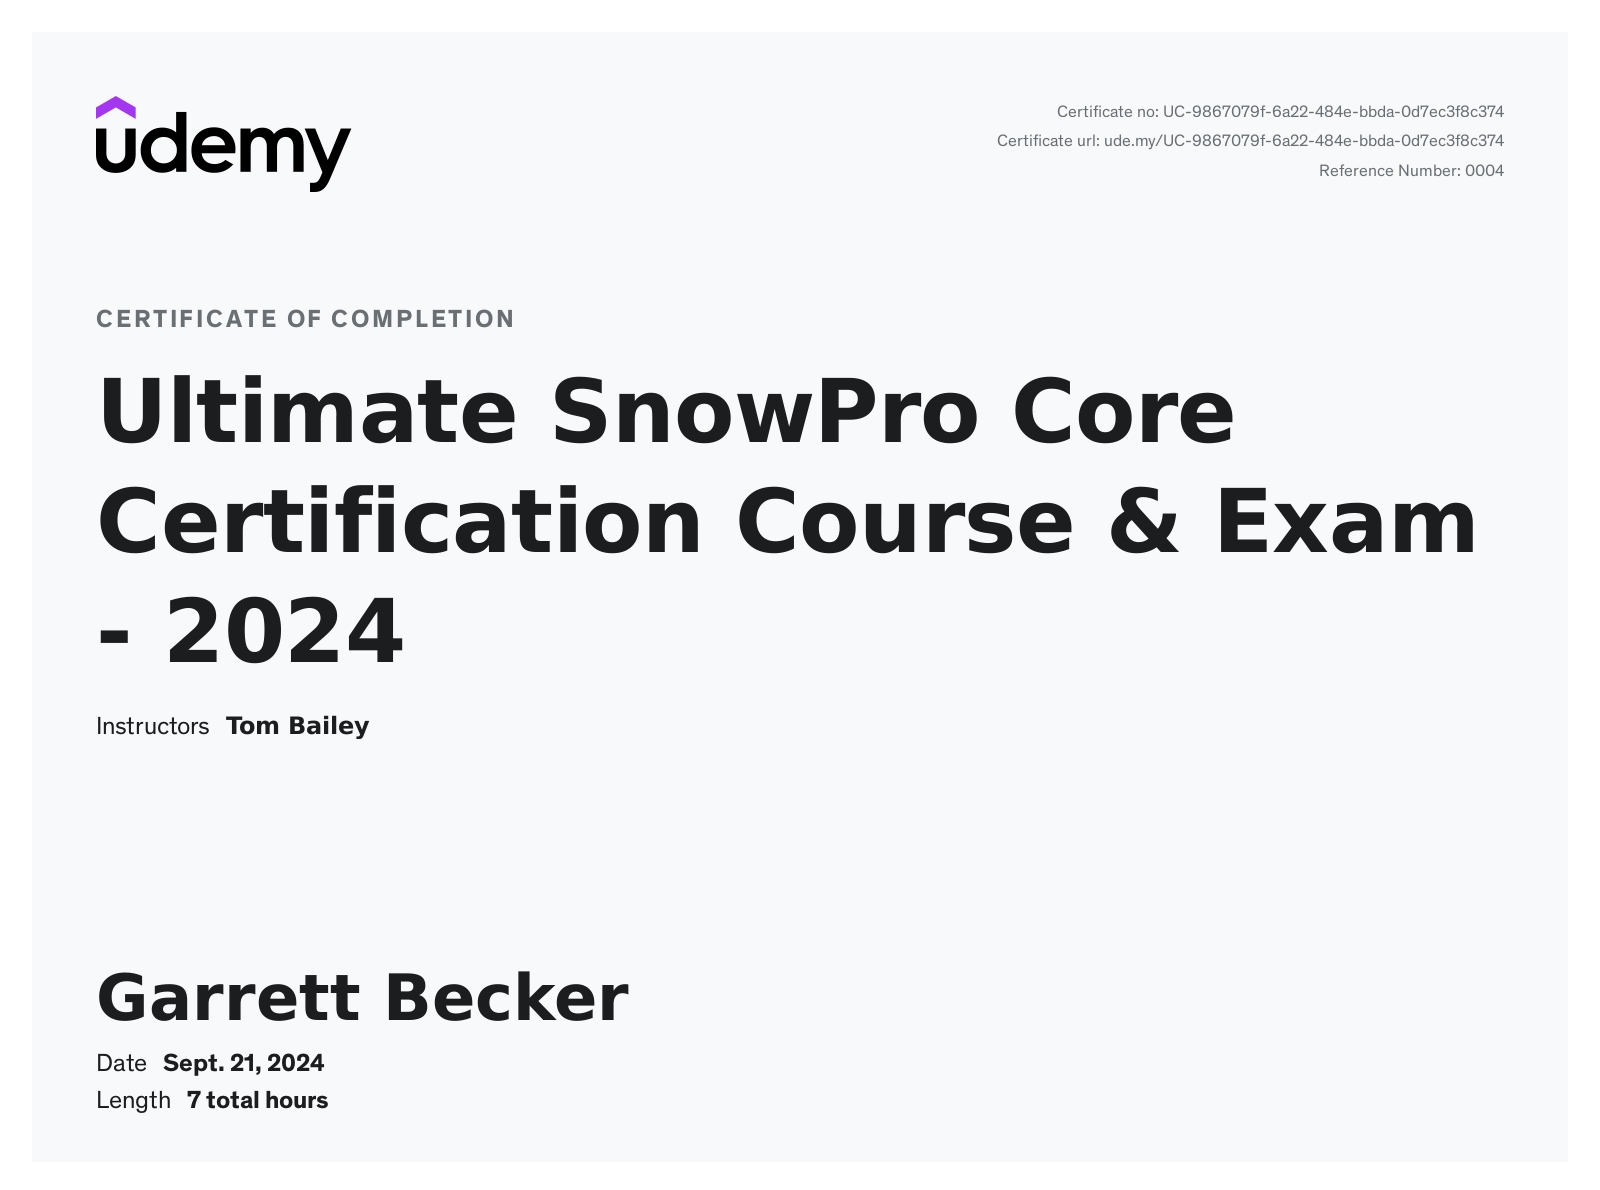 udemy
Certificate no: UC-9867079f-6a22-484e-bbda-0d7ec3f8c374
Certificate url: ude.my/UC-9867079f-6a22-484e-bbda-0d7ec3f8c374
Reference Number: 0004
CERTIFICATE OF COMPLETION
Ultimate SnowPro Core
Certification Course & Exam
- 2024
Instructors Tom Bailey
Garrett Becker
Date Sept. 21, 2024
Length 7 total hours